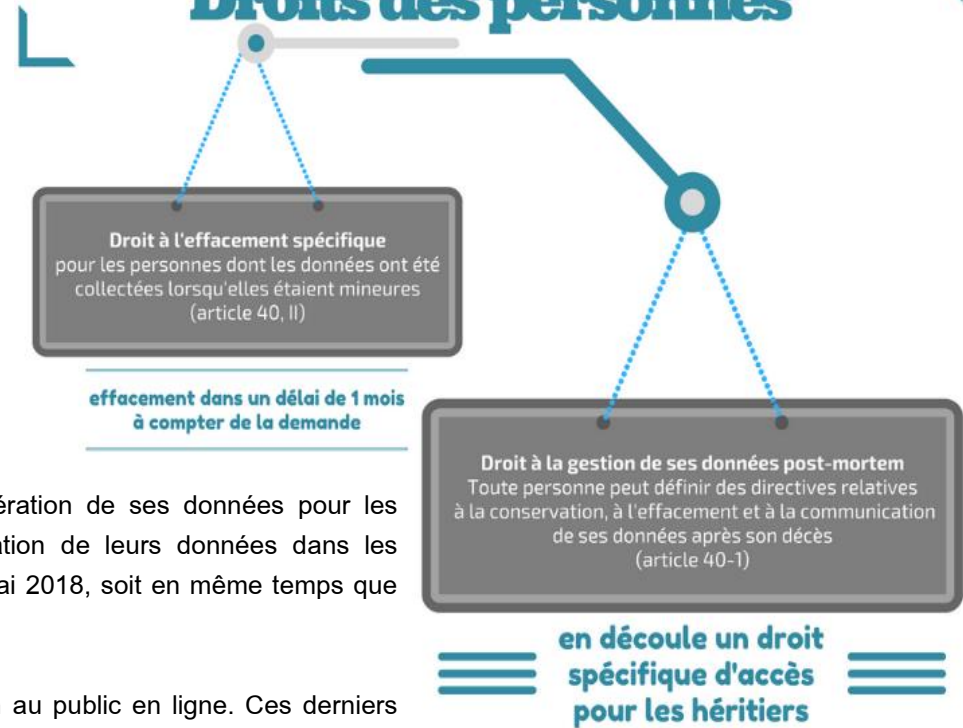 Droits des personnes
Droit à l'effacement spécifique
pour les personnes dont les données ont été
collectées lorsqu'elles étaient mineures
(article 40, II)
effacement dans un délai de 1 mois
à compter de la demande
Droit à la gestion de ses données post-mortem
Toute personne peut définir des directives relatives
à la conservation, à l'effacement et à la communication
de ses données après son décès
(article 40-1)
en découle un droit
spécifique d'accès
pour les héritiers
de ses données pour les
de leurs données dans les
2018, soit en même temps que
au public en ligne. Ces derniers